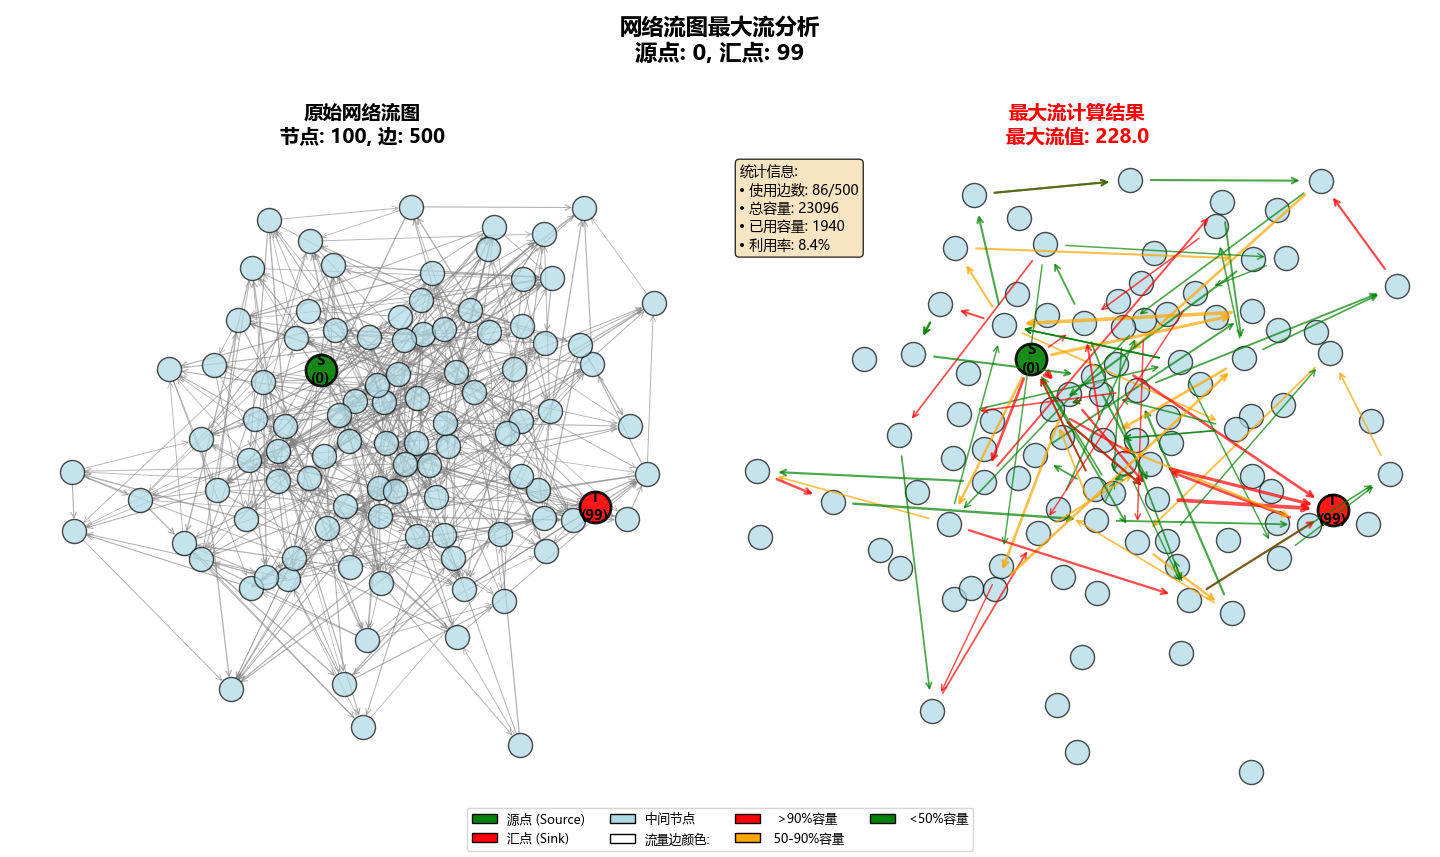 网络流图最大流分析
源点: 0, 汇点: 99
原始网络流图
节点: 100, 边: 500
最大流计算结果
最大流值: 228.0
统计信息:
• 使用边数: 86/500
• 总容量: 23096
• 已用容量: 1940
• 利用率: 8.4%
S
(0)
T
(99)
S
(0)
T
(99)
源点 (Source)
汇点 (Sink)
中间节点
流量边颜色:
>90%容量
50-90%容量
<50%容量